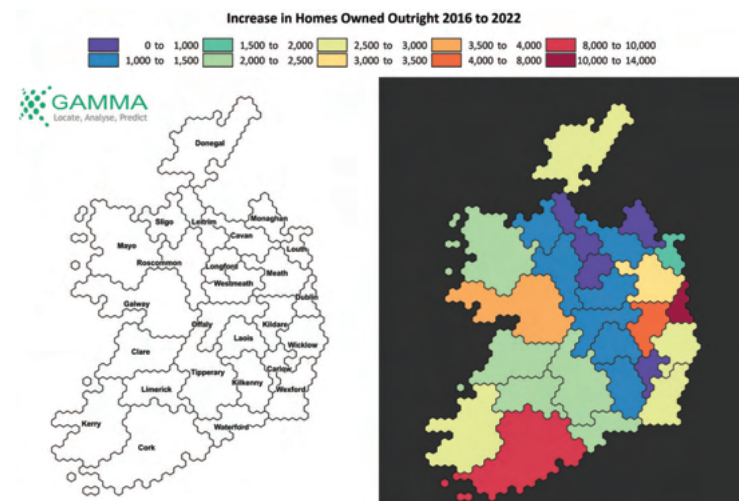 Increase in Homes Owned Outright 2016 to 2022
0 to 1,000 1,500 to 2,000 2,500 to 3,000 3,500 to 4,000 8,000 to 10,000
1,000 to 1,500 2,000 to 2,500 3,000 to 3,500 4,000 to 8,000 10,000 to 14,000
GAMMA
Locate, Analyse, Predict
Donegal
Sligo Leitrim Monaghan
Cavan
Mayo
Louth
Roscommon Longford
Meath
Westmeath
Dublin
Galway
Offaly Kildare
Laois
Wicklow
Clare
Carlow
Tipperary
Limerick Kilkenny Wexford
Kerry Waterford
Cork